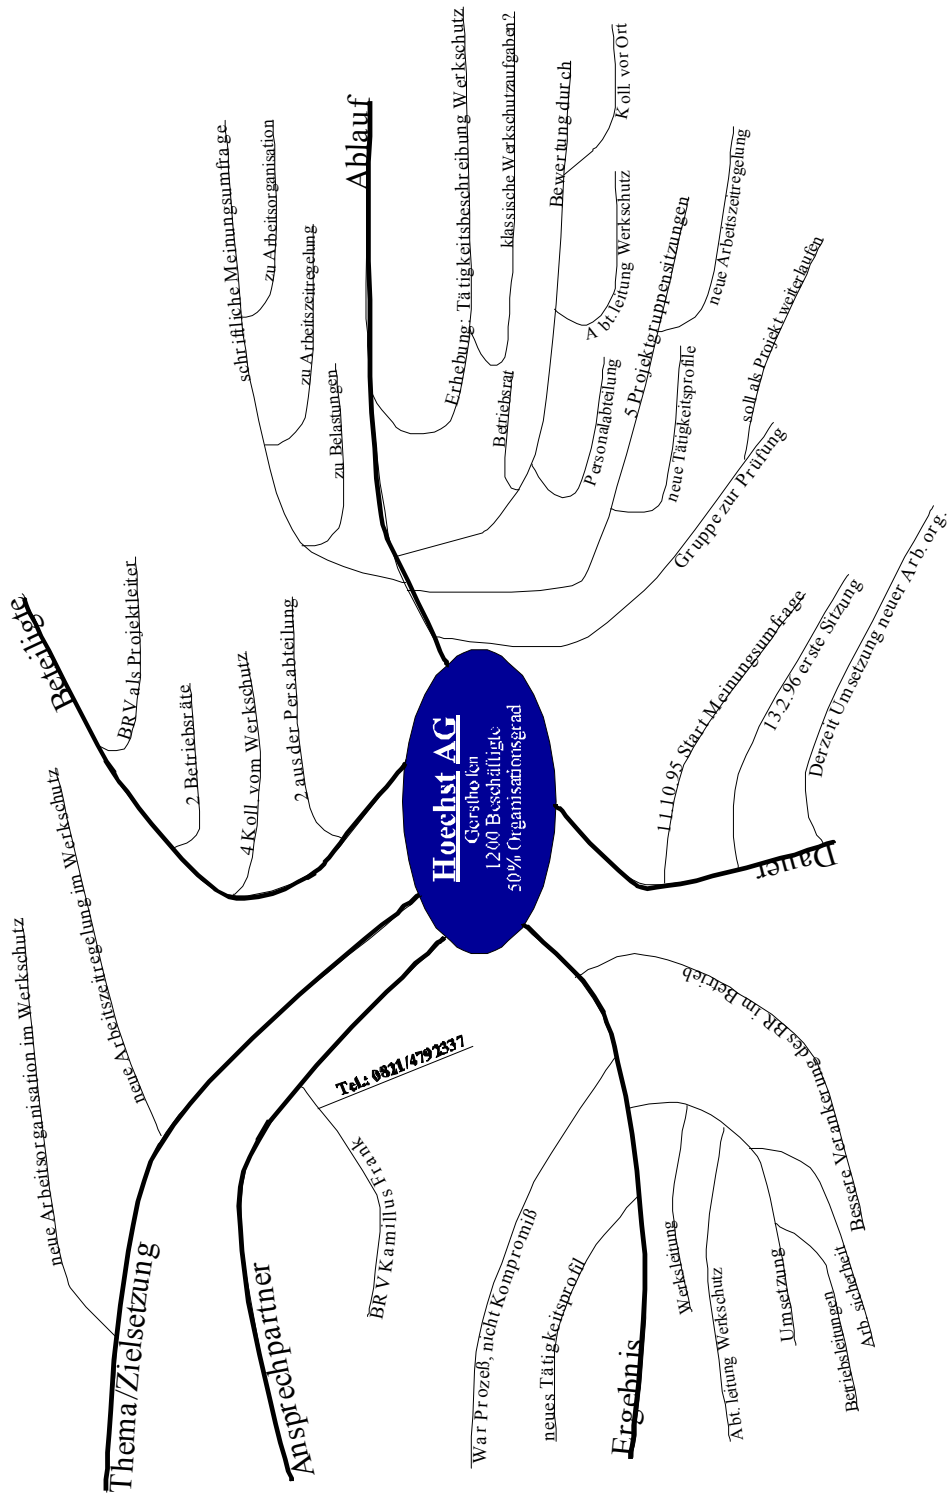 Hoechst AG
Gersthofen
1200 Beschäftigte
50% Organisationsgrad
Thema/Zielsetzung
neue Arbeitsorganisation im Werkschutz
neue Arbeitszeitregelung im Werkschutz
Beteiligte
BRV als Projektleiter
2 Betriebsräte
4 Koll. vom Werkschutz
2 aus der Pers.abteilung
Ablauf
schriftliche Meinungsumfrage
zu Arbeitsorganisation
zu Arbeitszeitregelung
zu Belastungen
Erhebung: Tätigkeitsbeschreibung Werkschutz
klassische Werkschutzaufgaben?
Bewertung durch
Koll. vor Ort
Abt.leitung Werkschutz
Personalabteilung
Betriebsrat
5 Projektgruppensitzungen
neue Arbeitszeitregelung
neue Tätigkeitsprofile
Gruppe zur Prüfung
soll als Projekt weiterlaufen
Dauer
11.10.95 Start Meinungsumfrage
13.2.96 erste Sitzung
Derzeit Umsetzung neuer Arb.org.
Ansprechpartner
BRV Kamillus Frank
Tel.: 0821/4792337
Ergebnis
War Prozeß, nicht Kompromiß
neues Tätigkeitsprofil
Werksleitung
Abt. leitung Werkschutz
Umsetzung
Betriebsleitungen
Arb. sicherheit
Bessere Verankerung des BR im Betrieb